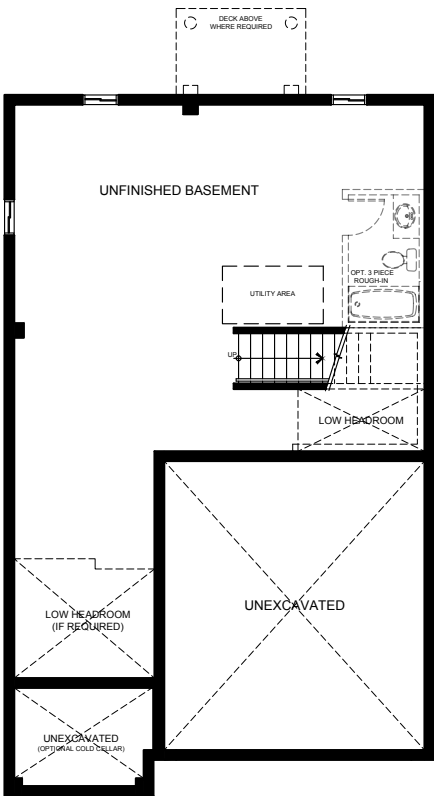 DECK ABOVE
WHERE REQUIRED
UNFINISHED BASEMENT
OPT. 3 PIECE
ROUGH-IN
UTILITY AREA
UP
LOW HEADROOM
UNEXCAVATED
LOW HEADROOM
(IF REQUIRED)
UNEXCAVATED
(OPTIONAL COLD CELLAR)